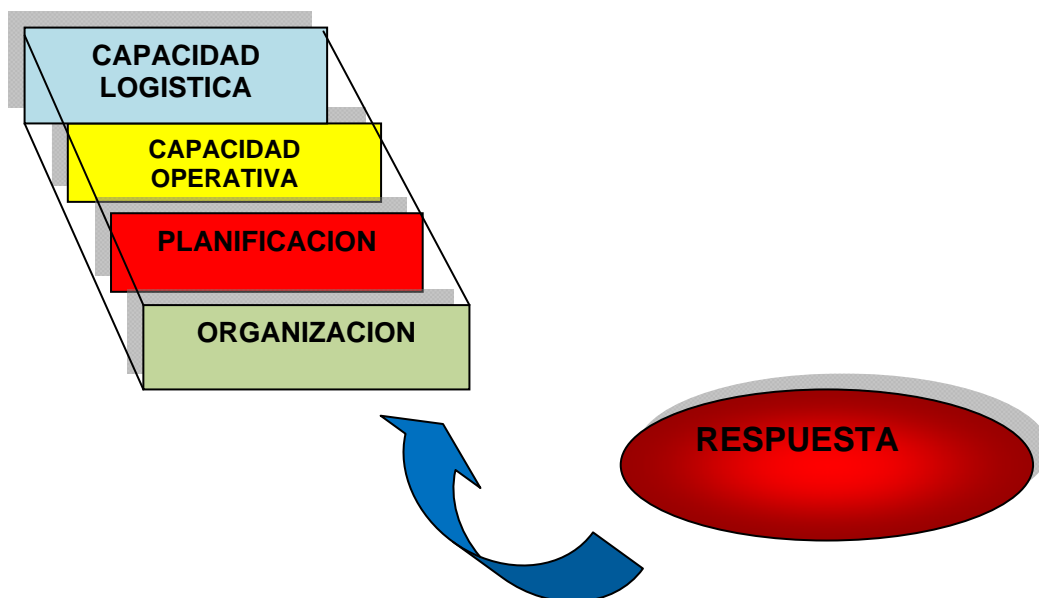 CAPACIDAD
LOGISTICA
CAPACIDAD
OPERATIVA
PLANIFICACION
ORGANIZACION
RESPUESTA